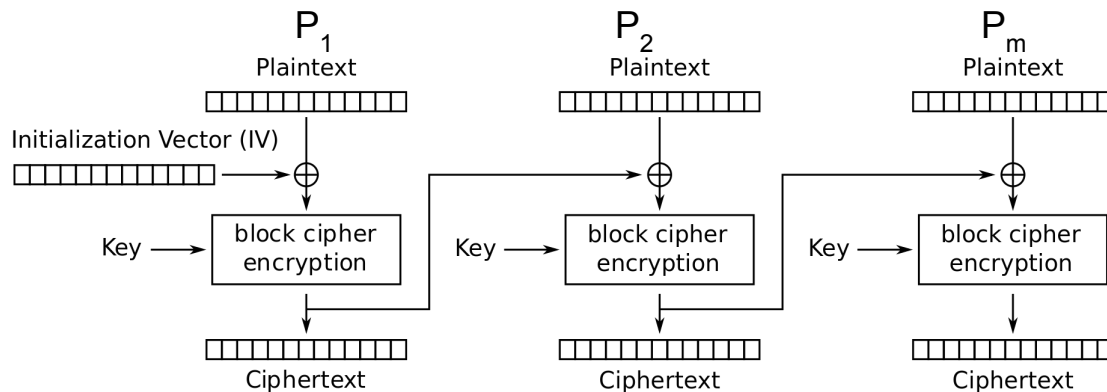 P1 P2 Pm
Plaintext Plaintext Plaintext
Initialization Vector (IV)
Key block cipher encryption
Key block cipher encryption
Key block cipher encryption
Ciphertext Ciphertext Ciphertext